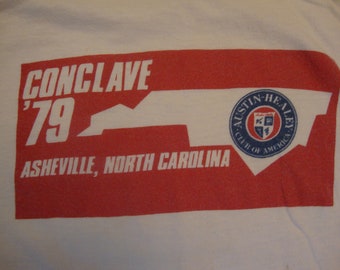 CONCLAVE
'79
ASHEVILLE, NORTH CAROLINA
AUSTIN-HEALEY
CLUB OF AMERICA